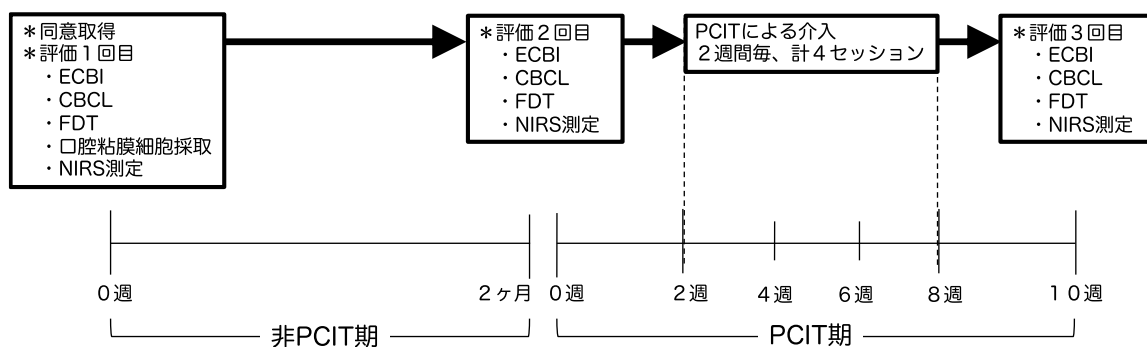 ＊同意取得
＊評価１回目
・ECBI
・CBCL
・FDT
・口腔粘膜細胞採取
・NIRS測定
＊評価２回目
・ECBI
・CBCL
・FDT
・NIRS測定
PCITによる介入
２週間毎、計４セッション
＊評価３回目
・ECBI
・CBCL
・FDT
・NIRS測定
０週
２ヶ月
０週
２週
４週
６週
８週
１０週
非PCIT期
PCIT期